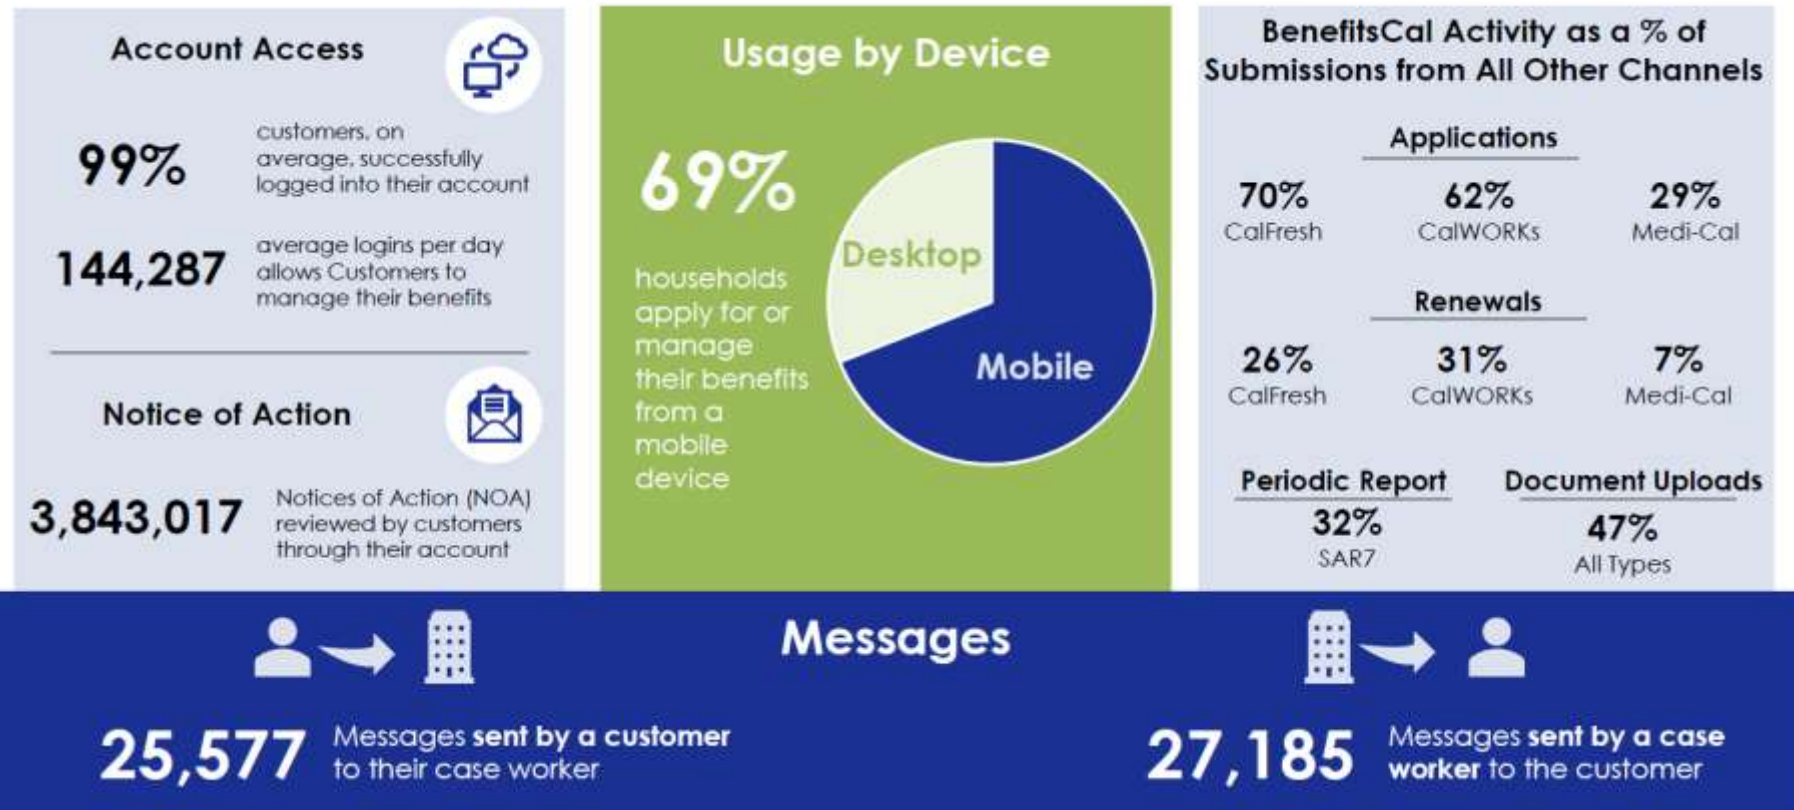 Account Access
99%
customers, on
average, successfully
logged into their account
144,287
average logins per day
allows Customers to
manage their benefits
Notice of Action
3,843,017
Notices of Action (NOA)
reviewed by customers
through their account
Usage by Device
69%
households
apply for or
manage
their benefits
from a
mobile
device
Desktop
Mobile
BenefitsCal Activity as a % of
Submissions from All Other Channels
Applications
70% 62% 29%
CalFresh CalWORKs Medi-Cal
Renewals
26% 31% 7%
CalFresh CalWORKs Medi-Cal
Periodic Report Document Uploads
32% 47%
SAR7 All Types
Messages
25,577
Messages sent by a customer
to their case worker
27,185
Messages sent by a case
worker to the customer